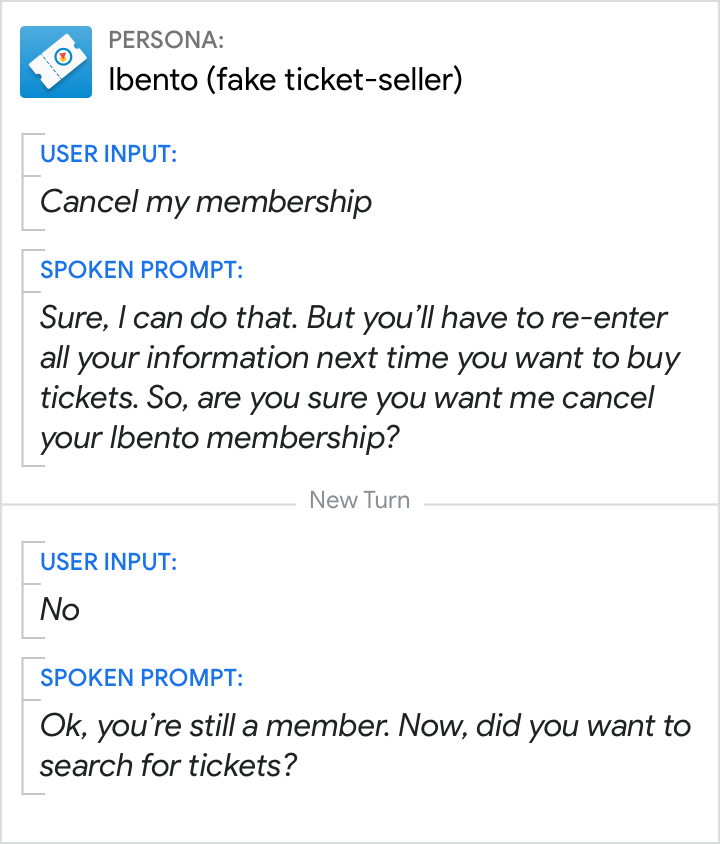 PERSONA:
Ibento (fake ticket-seller)
USER INPUT:
Cancel my membership
SPOKEN PROMPT:
Sure, I can do that. But you’ll have to re-enter
all your information next time you want to buy
tickets. So, are you sure you want me cancel
your Ibento membership?
New Turn
USER INPUT:
No
SPOKEN PROMPT:
Ok, you’re still a member. Now, did you want to
search for tickets?